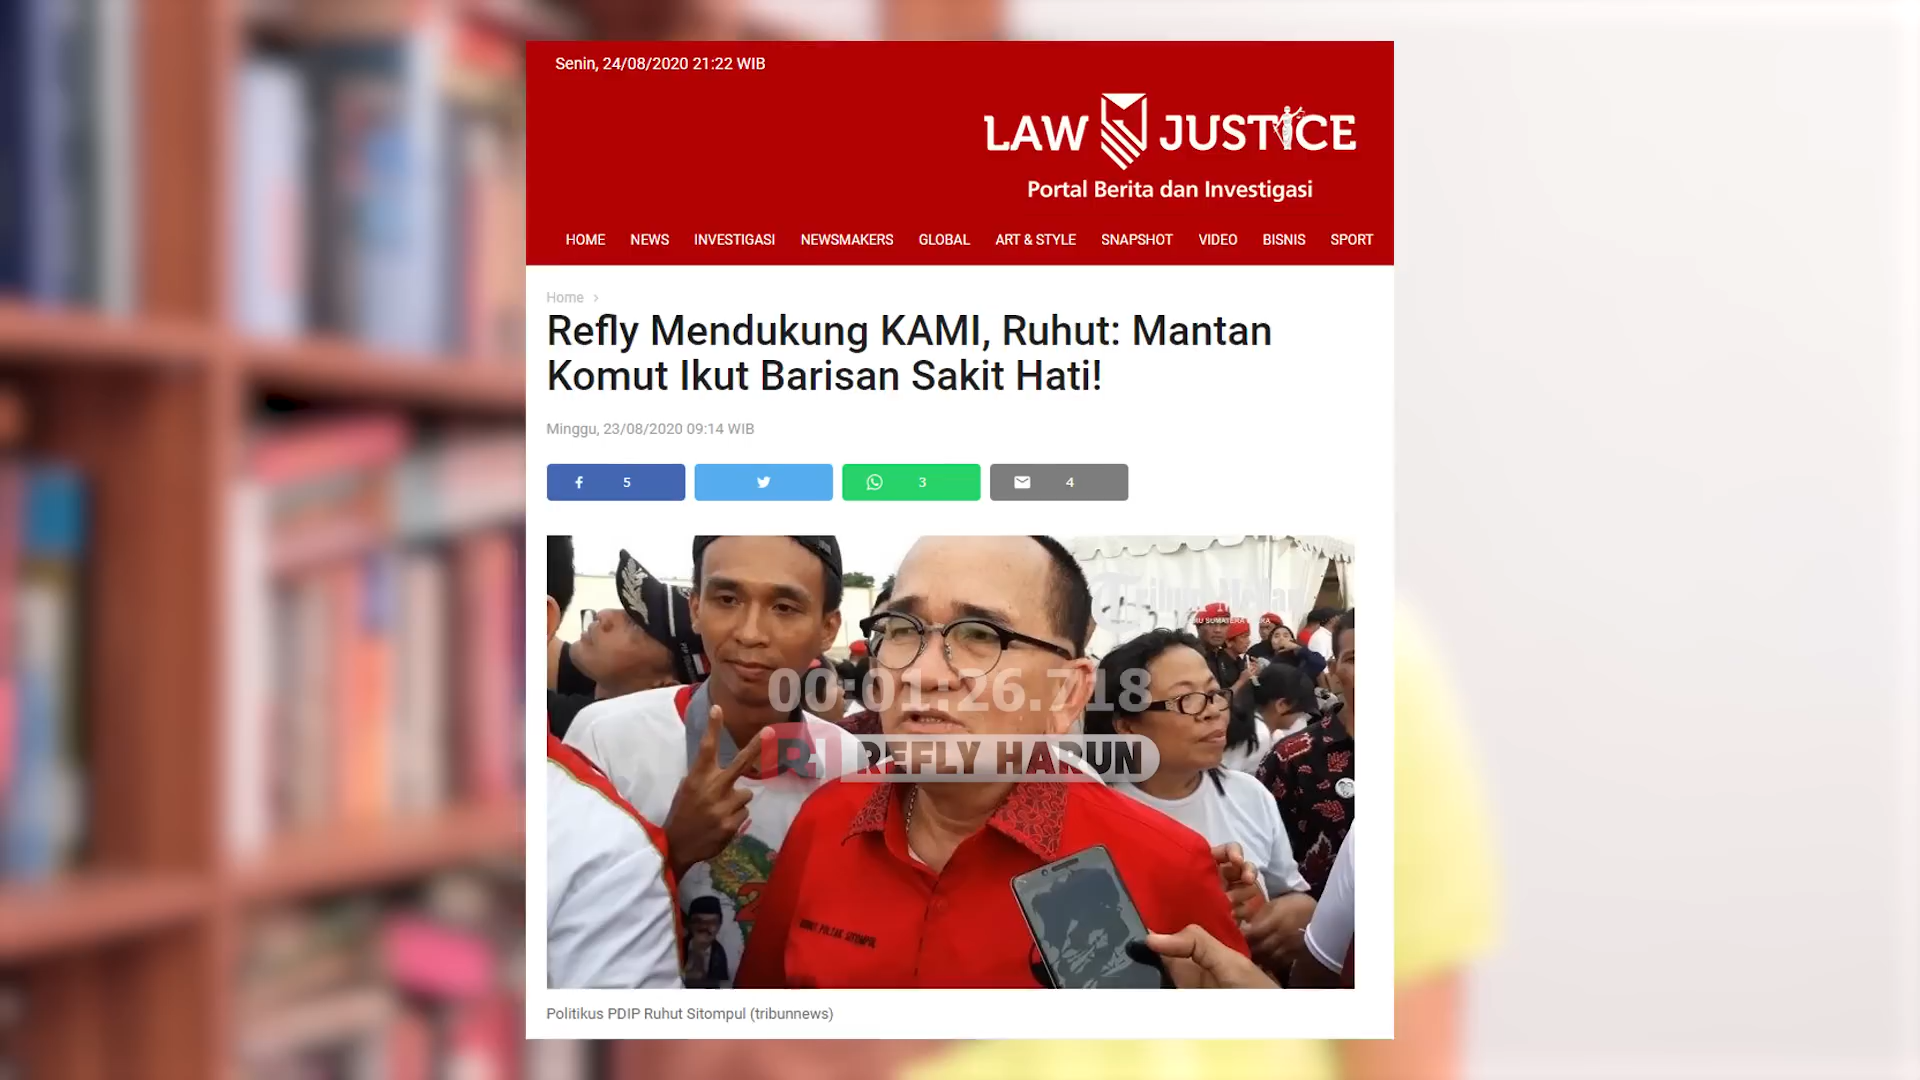 Senin, 24/08/2020 21:22 WIB
LAW JUSTICE
Portal Berita dan Investigasi
HOME NEWS INVESTIGASI NEWSMAKERS GLOBAL ART & STYLE SNAPSHOT VIDEO BISNIS SPORT
Home >
Refly Mendukung KAMI, Ruhut: Mantan
Komut Ikut Barisan Sakit Hati!
Minggu, 23/08/2020 09:14 WIB
5 3 4
00:01:26.718
RH REFLY HARUN
Politikus PDIP Ruhut Sitompul (tribunnews)